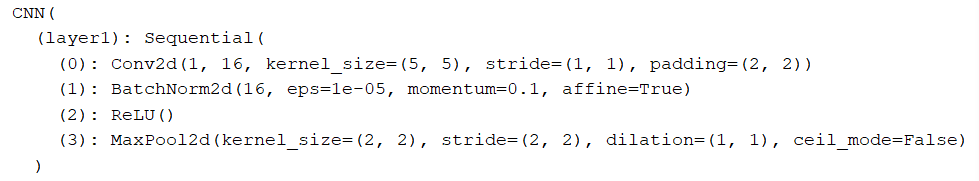 CNN(
  (layer1): Sequential(
    (0): Conv2d(1, 16, kernel_size=(5, 5), stride=(1, 1), padding=(2, 2))
    (1): BatchNorm2d(16, eps=1e-05, momentum=0.1, affine=True)
    (2): ReLU()
    (3): MaxPool2d(kernel_size=(2, 2), stride=(2, 2), dilation=(1, 1), ceil_mode=False)
  )